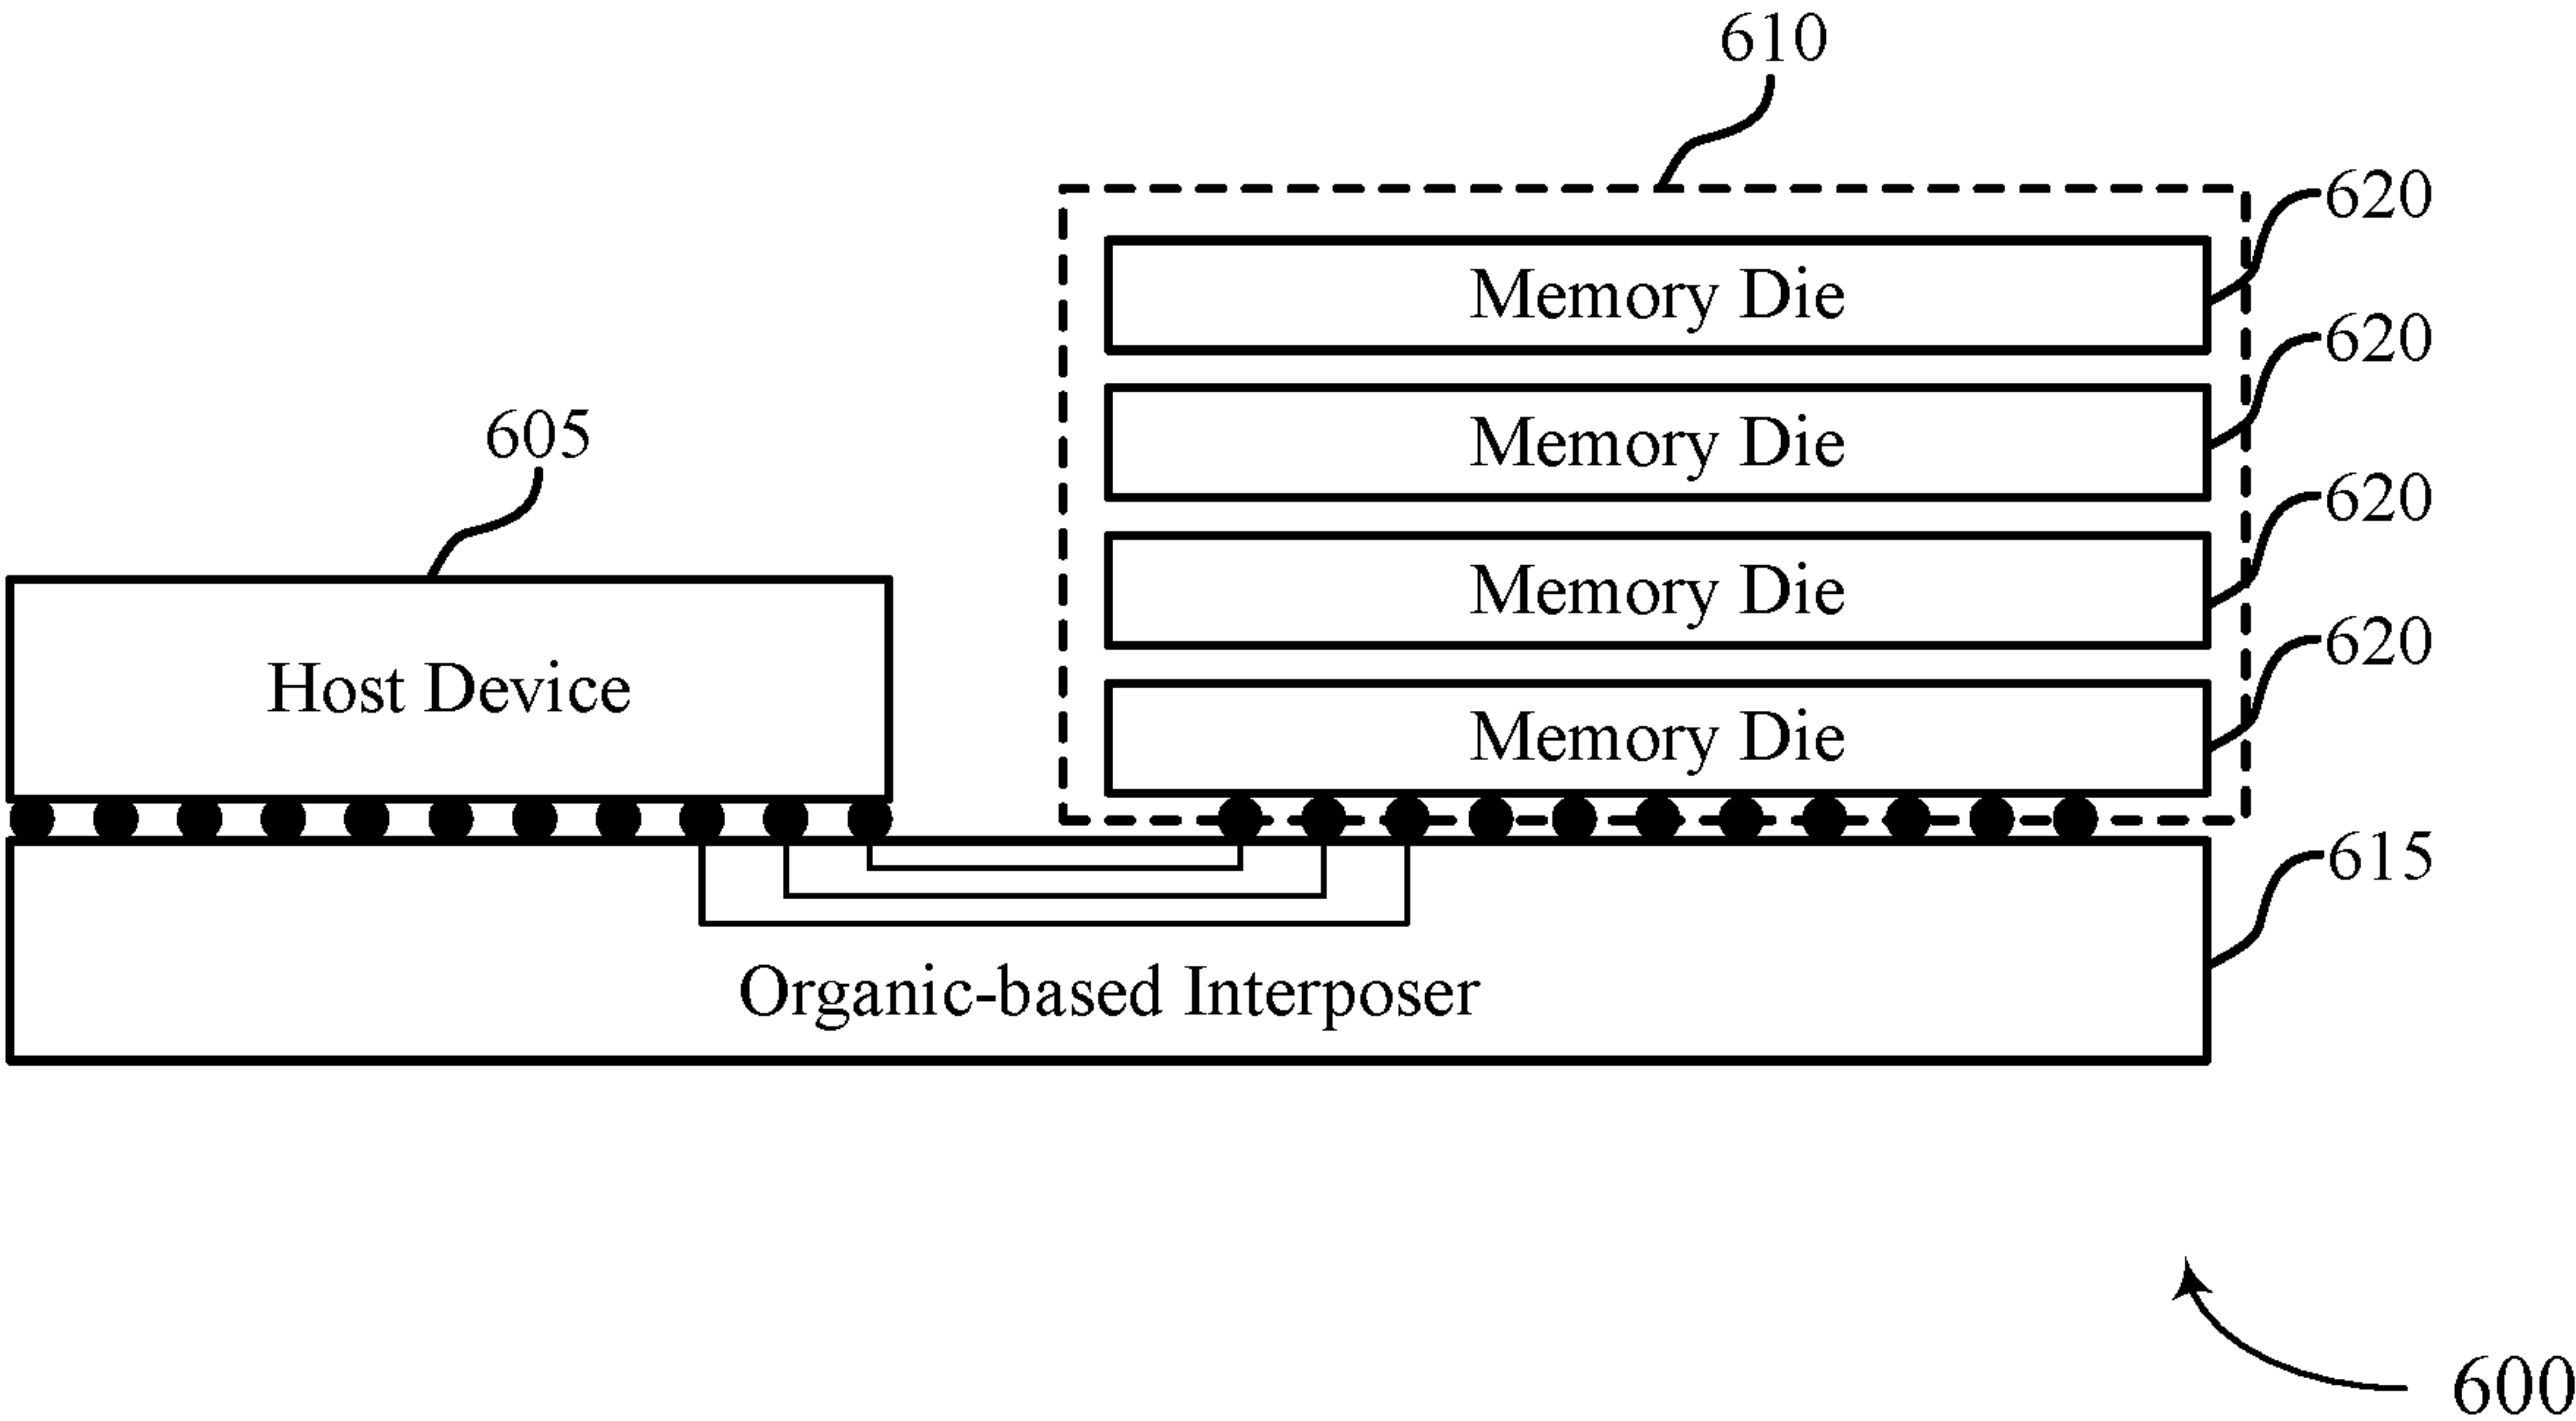 610
620
Memory Die
620
Memory Die
605
620
Memory Die
620
Host Device
Memory Die
615
Organic-based Interposer
600